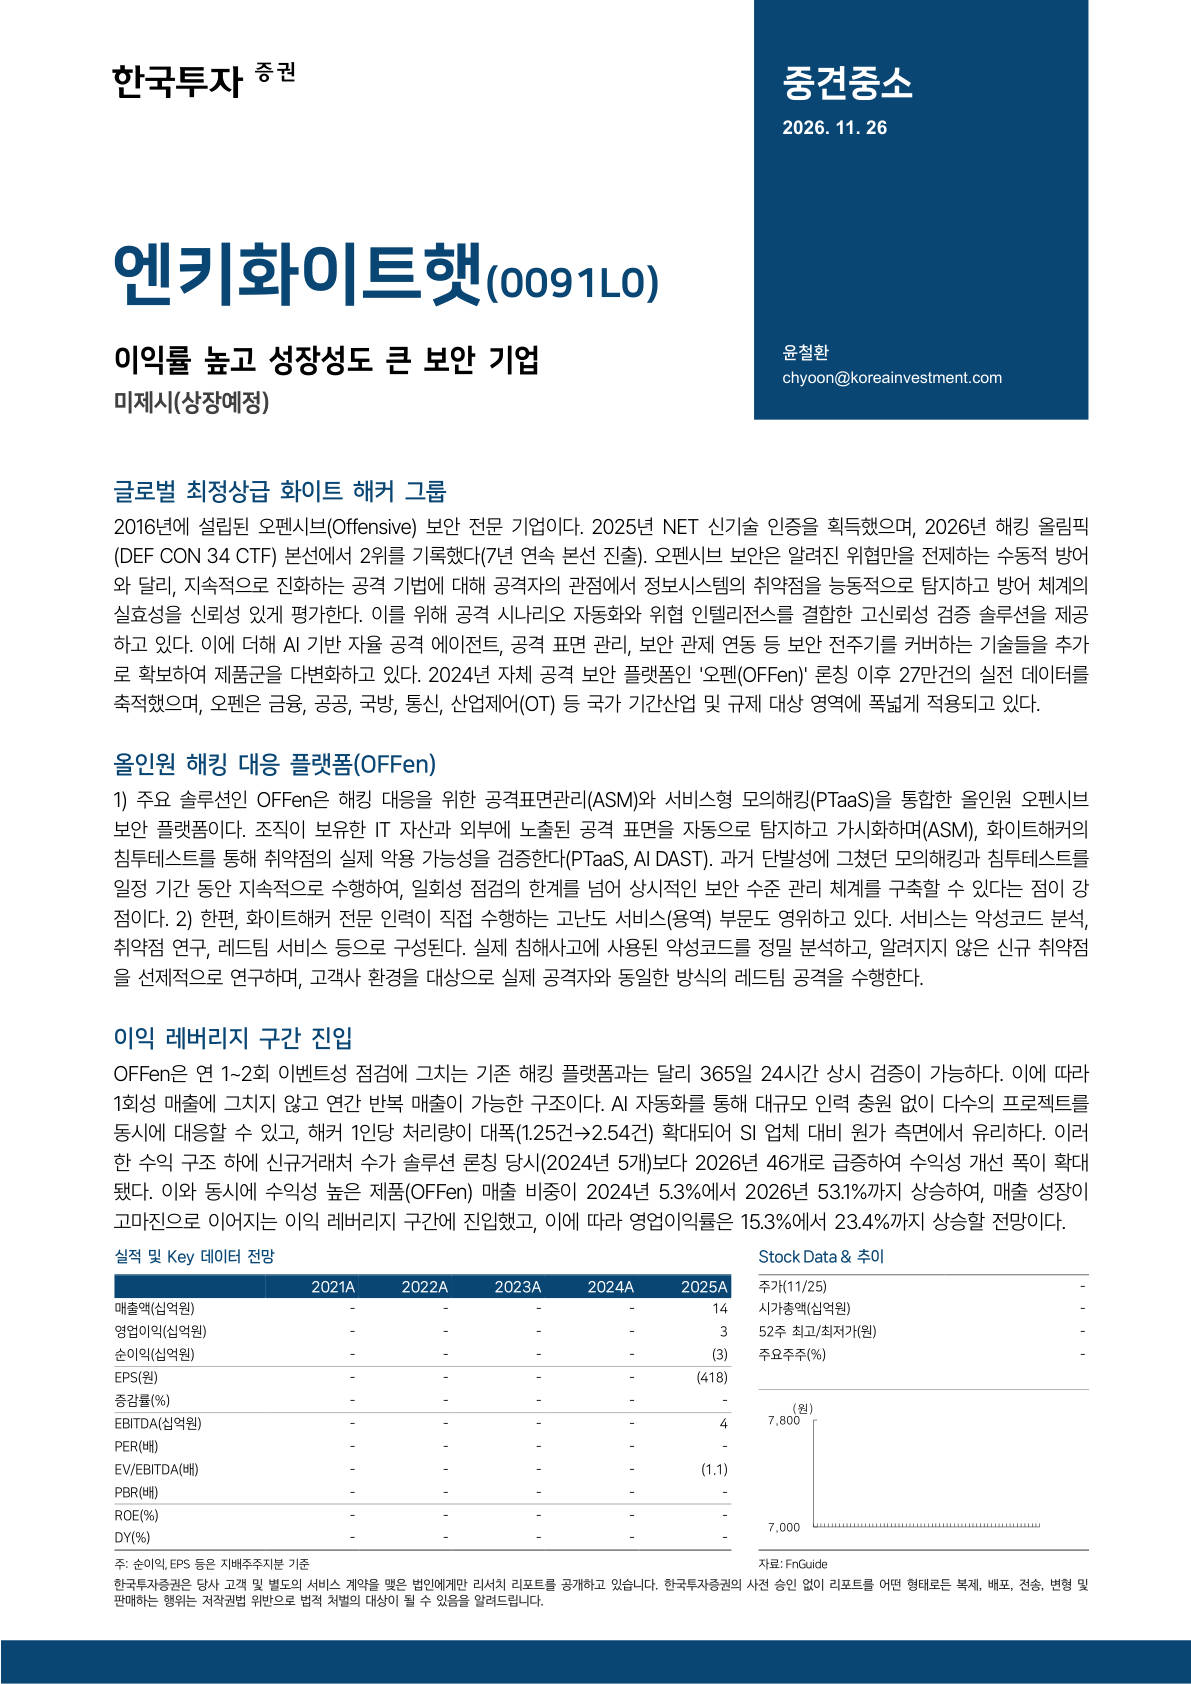 한국투자 증권
중견중소
2026. 11. 26
엔키화이트햇(0091L0)
이익률 높고 성장성도 큰 보안 기업
미제시(상장예정)
윤철환
chyoon@koreainvestment.com
글로벌 최정상급 화이트 해커 그룹
2016년에 설립된 오펜시브(Offensive) 보안 전문 기업이다. 2025년 NET 신기술 인증을 획득했으며, 2026년 해킹 올림픽
(DEF CON 34 CTF) 본선에서 2위를 기록했다(7년 연속 본선 진출). 오펜시브 보안은 알려진 위협만을 전제하는 수동적 방어
와 달리, 지속적으로 진화하는 공격 기법에 대해 공격자의 관점에서 정보시스템의 취약점을 능동적으로 탐지하고 방어 체계의
실효성을 신뢰성 있게 평가한다. 이를 위해 공격 시나리오 자동화와 위협 인텔리전스를 결합한 고신뢰성 검증 솔루션을 제공
하고 있다. 이에 더해 AI 기반 자율 공격 에이전트, 공격 표면 관리, 보안 관제 연동 등 보안 전주기를 커버하는 기술들을 추가
로 확보하여 제품군을 다변화하고 있다. 2024년 자체 공격 보안 플랫폼인 '오펜(OFFen)' 론칭 이후 27만건의 실전 데이터를
축적했으며, 오펜은 금융, 공공, 국방, 통신, 산업제어(OT) 등 국가 기간산업 및 규제 대상 영역에 폭넓게 적용되고 있다.
올인원 해킹 대응 플랫폼(OFFen)
1) 주요 솔루션인 OFFen은 해킹 대응을 위한 공격표면관리(ASM)와 서비스형 모의해킹(PTaaS)을 통합한 올인원 오펜시브
보안 플랫폼이다. 조직이 보유한 IT 자산과 외부에 노출된 공격 표면을 자동으로 탐지하고 가시화하며(ASM), 화이트해커의
침투테스트를 통해 취약점의 실제 악용 가능성을 검증한다(PTaaS, AI DAST). 과거 단발성에 그쳤던 모의해킹과 침투테스트를
일정 기간 동안 지속적으로 수행하여, 일회성 점검의 한계를 넘어 상시적인 보안 수준 관리 체계를 구축할 수 있다는 점이 강
점이다. 2) 한편, 화이트해커 전문 인력이 직접 수행하는 고난도 서비스(용역) 부문도 영위하고 있다. 서비스는 악성코드 분석,
취약점 연구, 레드팀 서비스 등으로 구성된다. 실제 침해사고에 사용된 악성코드를 정밀 분석하고, 알려지지 않은 신규 취약점
을 선제적으로 연구하며, 고객사 환경을 대상으로 실제 공격자와 동일한 방식의 레드팀 공격을 수행한다.
이익 레버리지 구간 진입
OFFen은 연 1~2회 이벤트성 점검에 그치는 기존 해킹 플랫폼과는 달리 365일 24시간 상시 검증이 가능하다. 이에 따라
1회성 매출에 그치지 않고 연간 반복 매출이 가능한 구조이다. AI 자동화를 통해 대규모 인력 충원 없이 다수의 프로젝트를
동시에 대응할 수 있고, 해커 1인당 처리량이 대폭(1.25건→2.54건) 확대되어 SI 업체 대비 원가 측면에서 유리하다. 이러
한 수익 구조 하에 신규거래처 수가 솔루션 론칭 당시(2024년 5개)보다 2026년 46개로 급증하여 수익성 개선 폭이 확대
됐다. 이와 동시에 수익성 높은 제품(OFFen) 매출 비중이 2024년 5.3%에서 2026년 53.1%까지 상승하여, 매출 성장이
고마진으로 이어지는 이익 레버리지 구간에 진입했고, 이에 따라 영업이익률은 15.3%에서 23.4%까지 상승할 전망이다.
실적 및 Key 데이터 전망
2021A 2022A 2023A 2024A 2025A
매출액(십억원) - - - - 14
영업이익(십억원) - - - - 3
순이익(십억원) - - - - (3)
EPS(원) - - - - (418)
증감률(%) - - - - -
EBITDA(십억원) - - - - 4
PER(배) - - - - -
EV/EBITDA(배) - - - - (1.1)
PBR(배) - - - - -
ROE(%) - - - - -
DY(%) - - - - -
주: 순이익, EPS 등은 지배주주지분 기준
Stock Data & 추이
주가(11/25) -
시가총액(십억원) -
52주 최고/최저가(원) -
주요주주(%) -
(원)
7,800
7,000
자료: FnGuide
한국투자증권은 당사 고객 및 별도의 서비스 계약을 맺은 법인에게만 리서치 리포트를 공개하고 있습니다. 한국투자증권의 사전 승인 없이 리포트를 어떤 형태로든 복제, 배포, 전송, 변형 및
판매하는 행위는 저작권법 위반으로 법적 처벌의 대상이 될 수 있음을 알려드립니다.